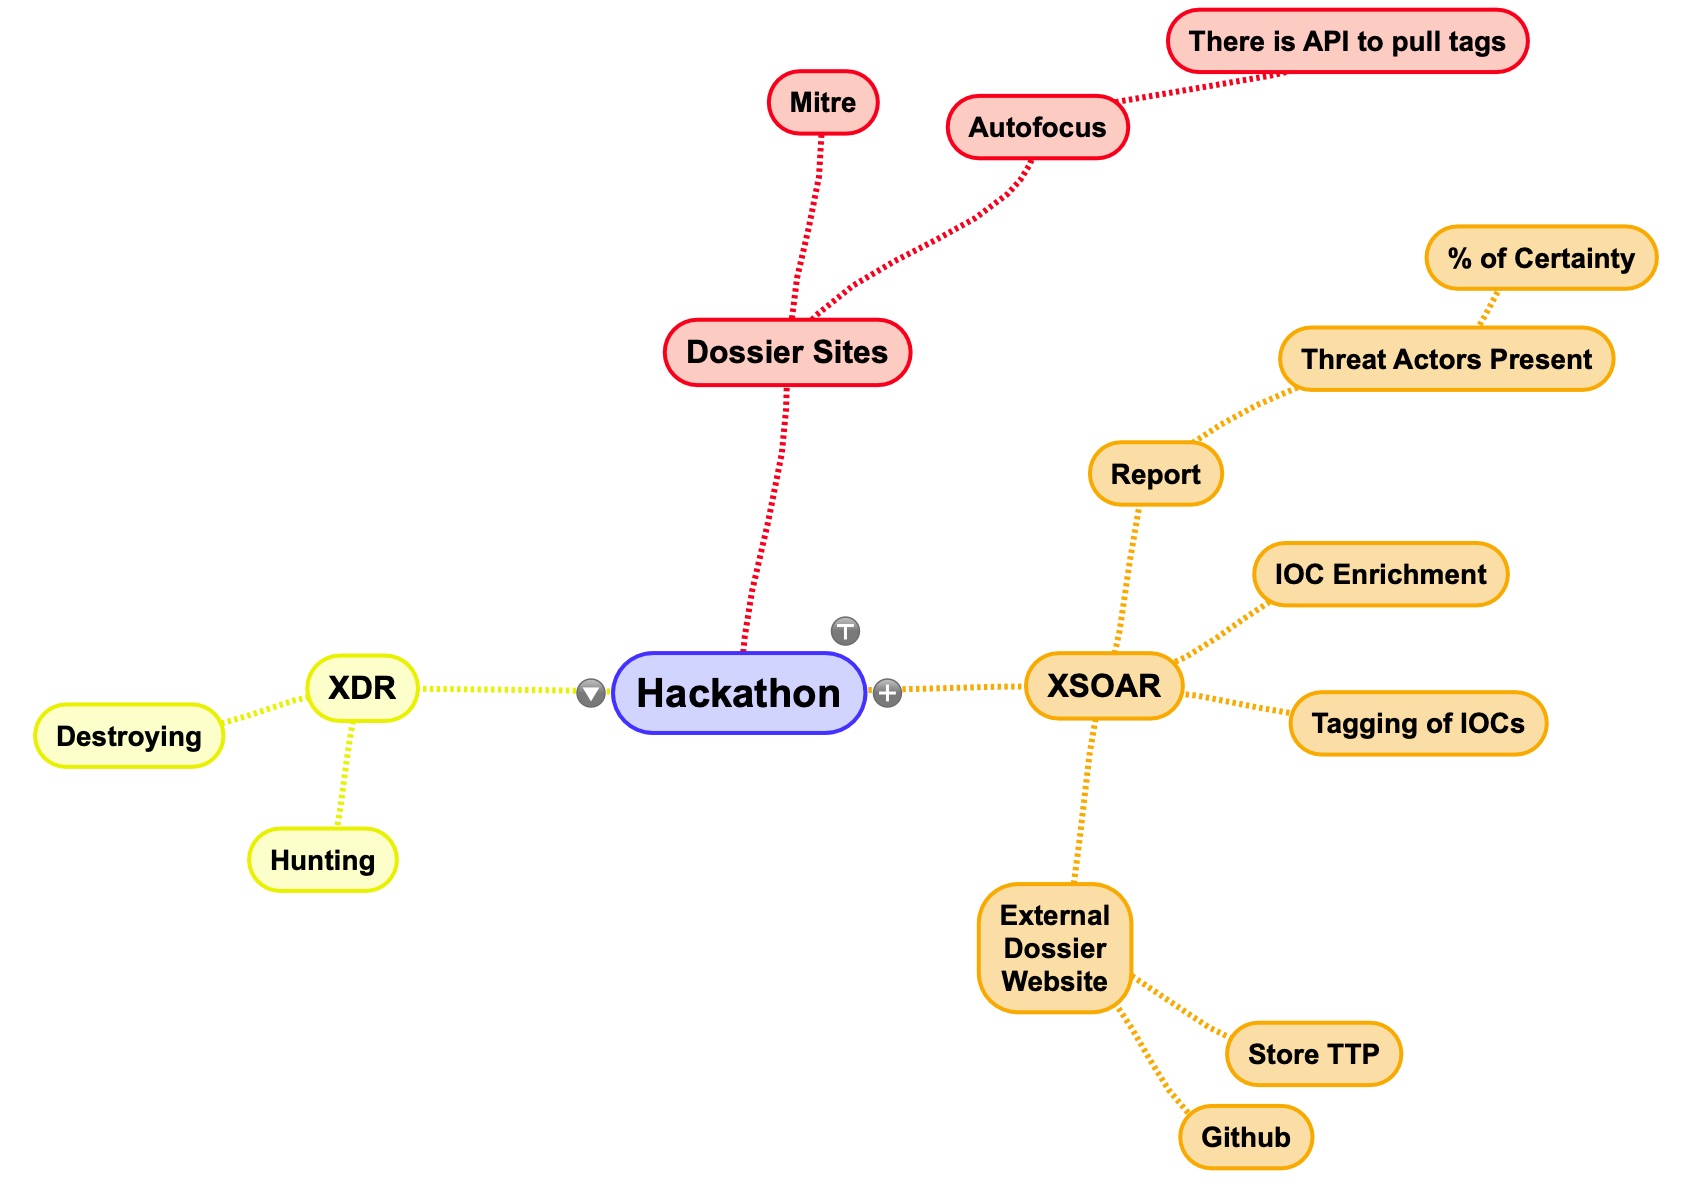 There is API to pull tags
Mitre
Autofocus
% of Certainty
Dossier Sites
Threat Actors Present
Report
IOC Enrichment
T
XDR
Hackathon
XSOAR
Destroying
Tagging of IOCs
Hunting
External
Dossier
Website
Store TTP
Github